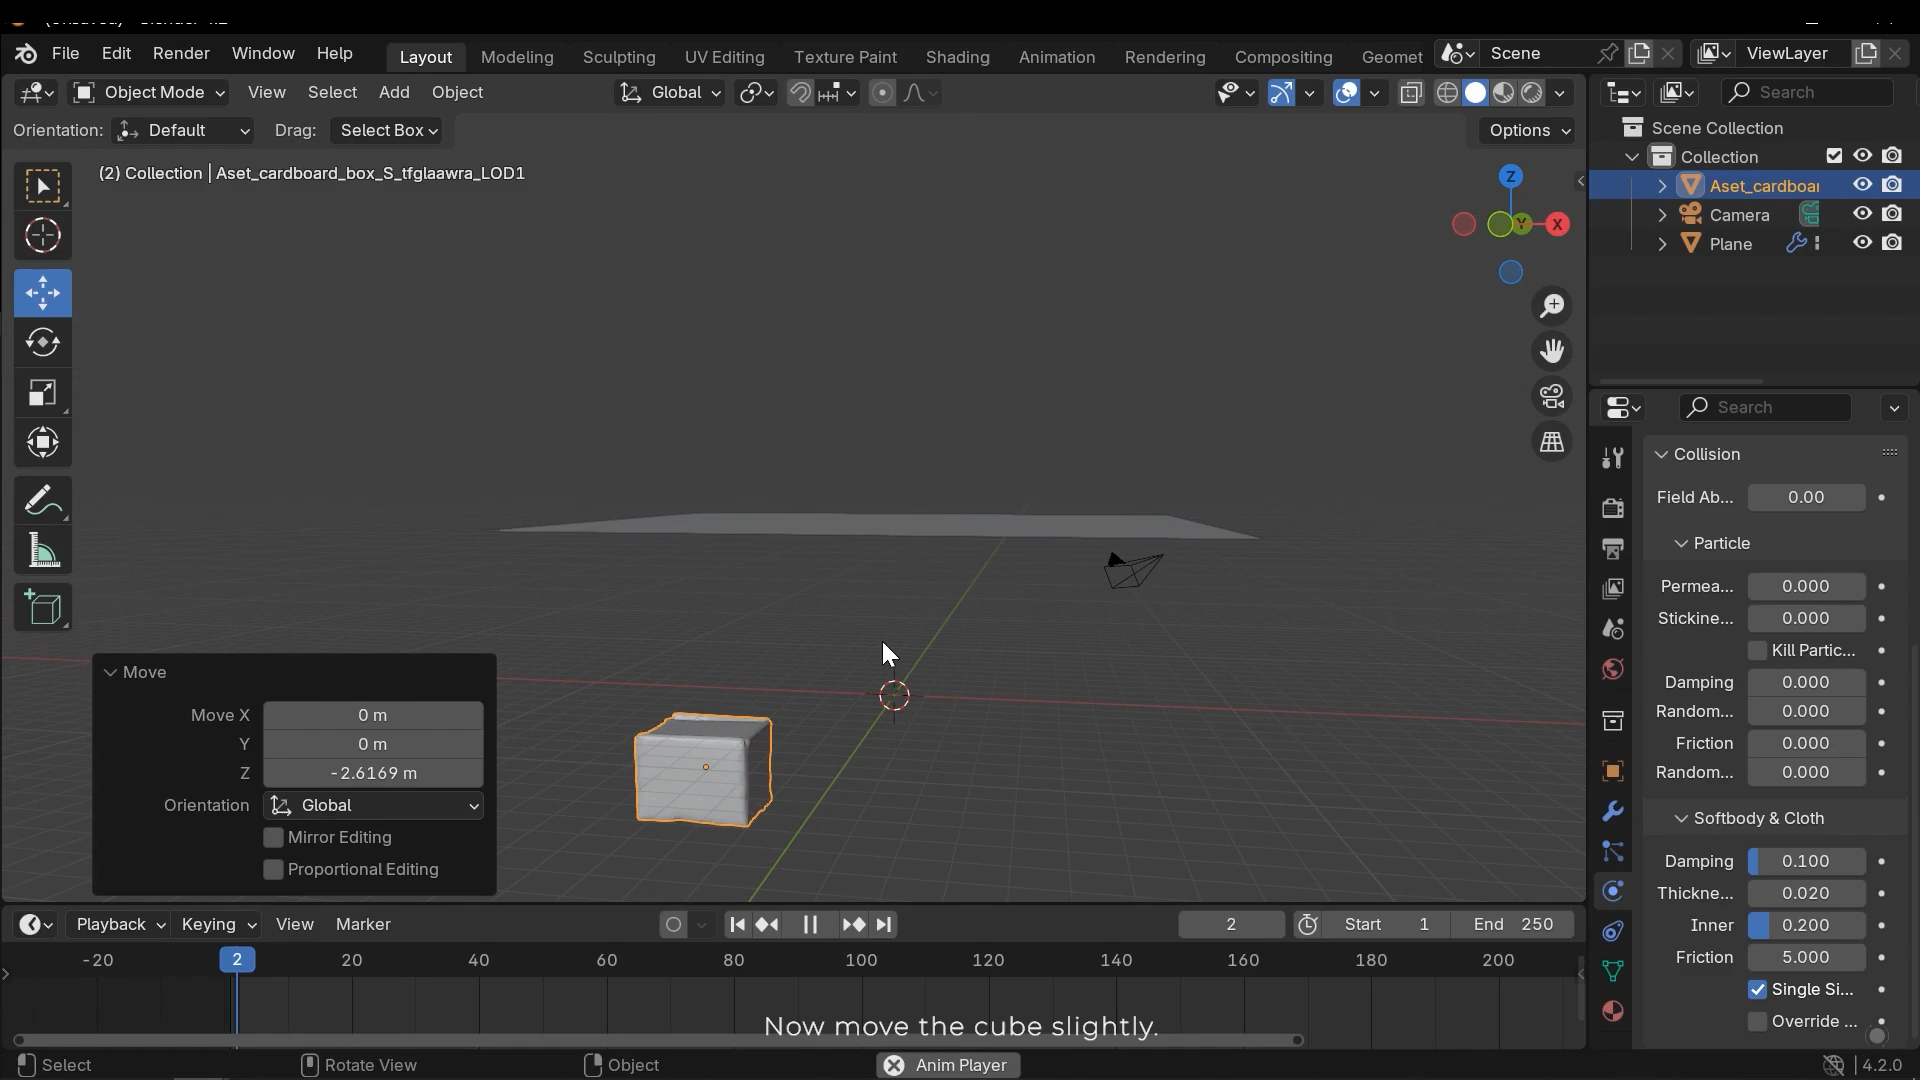 File Edit Render Window Help Layout Modeling Sculpting UV Editing Texture Paint Shading Animation Rendering Compositing Geomet Scene ViewLayer
Object Mode View Select Add Object Global Search
Orientation: Default Drag: Select Box Options
Scene Collection
Collection
Aset_cardboar
Camera
Plane
(2) Collection | Aset_cardboard_box_S_tfglaawra_LOD1
Z
Y
X
Search
Collision
Field Ab... 0.00
Particle
Permea... 0.000
Stickine... 0.000
Kill Partic...
Damping 0.000
Random... 0.000
Friction 0.000
Random... 0.000
Softbody & Cloth
Damping 0.100
Thickne... 0.020
Inner 0.200
Friction 5.000
Single Si...
Override ...
Move
Move X 0 m
Y 0 m
Z -2.6169 m
Orientation Global
Mirror Editing
Proportional Editing
Playback Keying View Marker 2 Start 1 End 250
-20 2 20 40 60 80 100 120 140 160 180 200
Now move the cube slightly.
Select Rotate View Object Anim Player 4.2.0